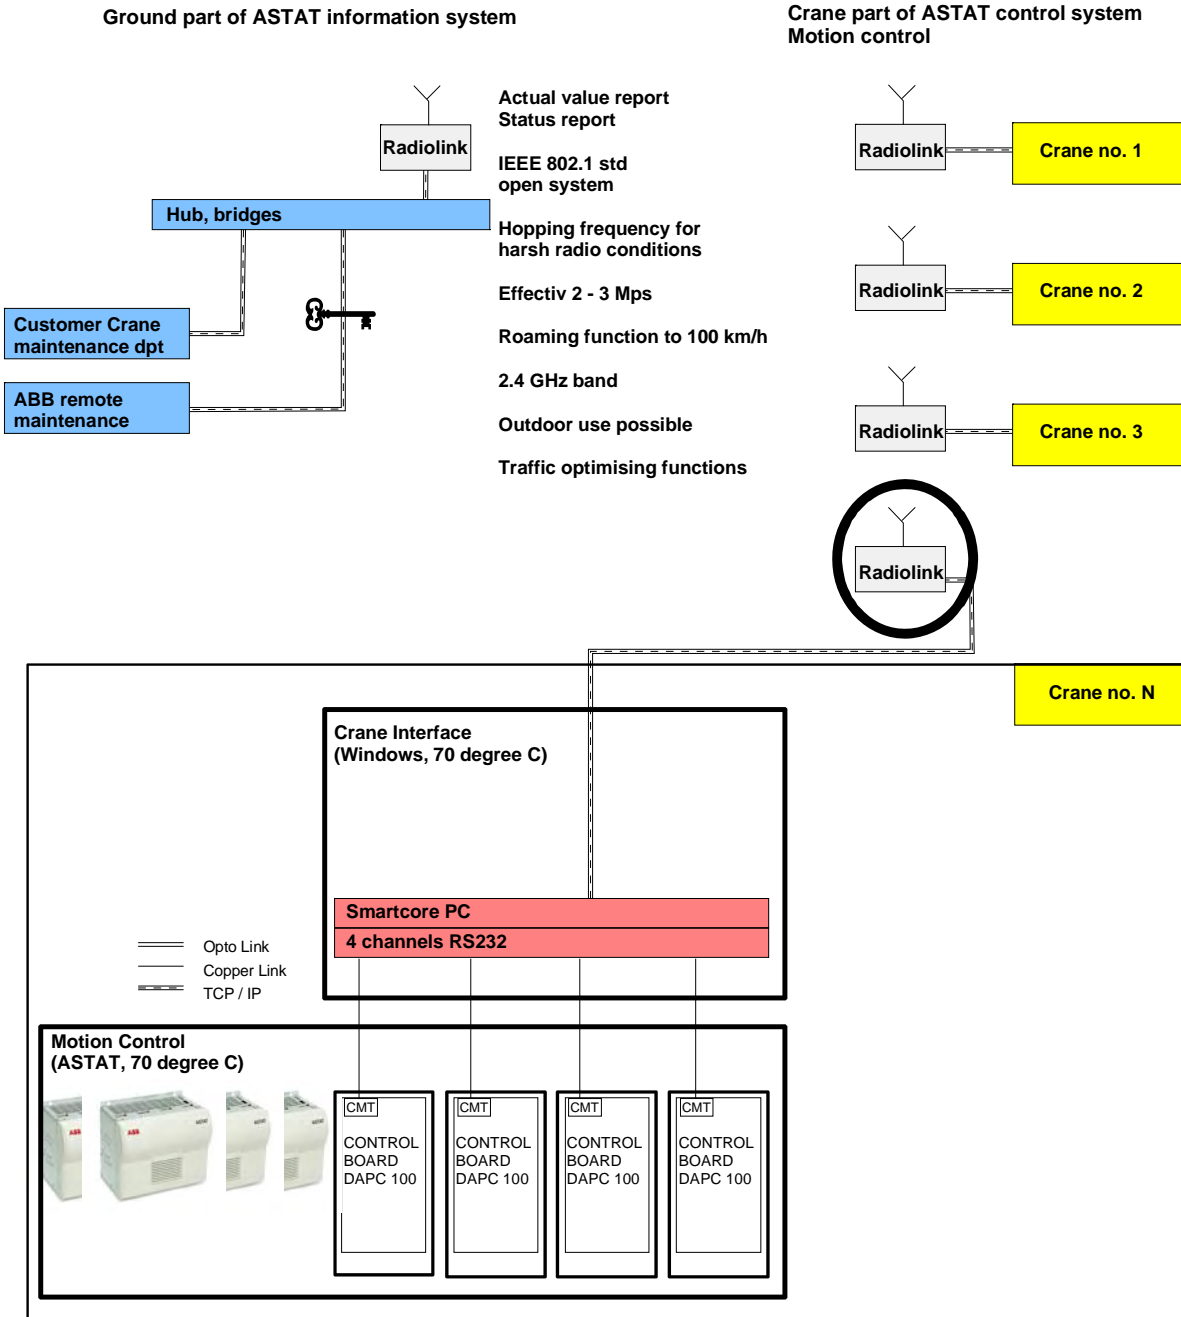 Ground part of ASTAT information system
Crane part of ASTAT control system
Motion control
Radiolink
Hub, bridges
Customer Crane
maintenance dpt
ABB remote
maintenance
Actual value report
Status report
IEEE 802.1 std
open system
Hopping frequency for
harsh radio conditions
Effectiv 2 - 3 Mps
Roaming function to 100 km/h
2.4 GHz band
Outdoor use possible
Traffic optimising functions
Radiolink
Crane no. 1
Radiolink
Crane no. 2
Radiolink
Crane no. 3
Radiolink
Crane no. N
Crane Interface
(Windows, 70 degree C)
Smartcore PC
4 channels RS232
Opto Link
Copper Link
TCP / IP
Motion Control
(ASTAT, 70 degree C)
ABB
ABB
CMT
CONTROL
BOARD
DAPC 100
CMT
CONTROL
BOARD
DAPC 100
CMT
CONTROL
BOARD
DAPC 100
CMT
CONTROL
BOARD
DAPC 100